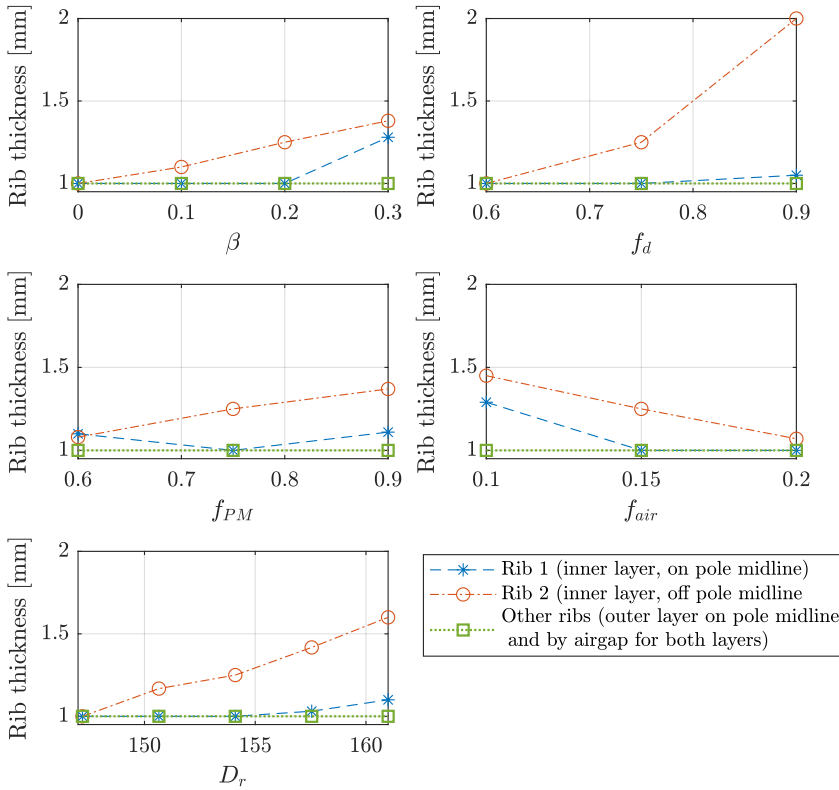 Rib thickness [mm]
2
1.5
1
0 0.1 0.2 0.3
β
Rib thickness [mm]
2
1.5
1
0.6 0.7 0.8 0.9
f_d
Rib thickness [mm]
2
1.5
1
0.6 0.7 0.8 0.9
f_{PM}
Rib thickness [mm]
2
1.5
1
0.1 0.15 0.2
f_{air}
Rib thickness [mm]
2
1.5
1
150 155 160
D_r
Rib 1 (inner layer, on pole midline)
Rib 2 (inner layer, off pole midline
Other ribs (outer layer on pole midline
and by airgap for both layers)